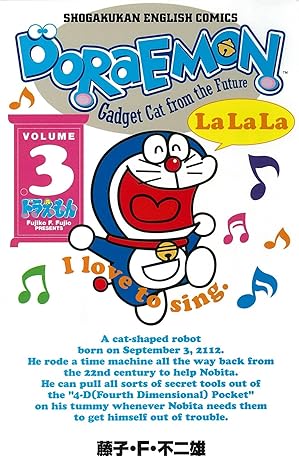 SHOGAKUKAN ENGLISH COMICS
DORAEMON
TM
Gadget Cat from the Future
La La La
VOLUME
3
ドラえもん
Fujiko F. Fujio
PRESENTS
I love to sing.
A cat-shaped robot
born on September 3, 2112.
He rode a time machine all the way back from
the 22nd century to help Nobita.
He can pull all sorts of secret tools out of
the "4-D(Fourth Dimensional) Pocket"
on his tummy whenever Nobita needs them
to get himself out of trouble.
藤子・F・不二雄